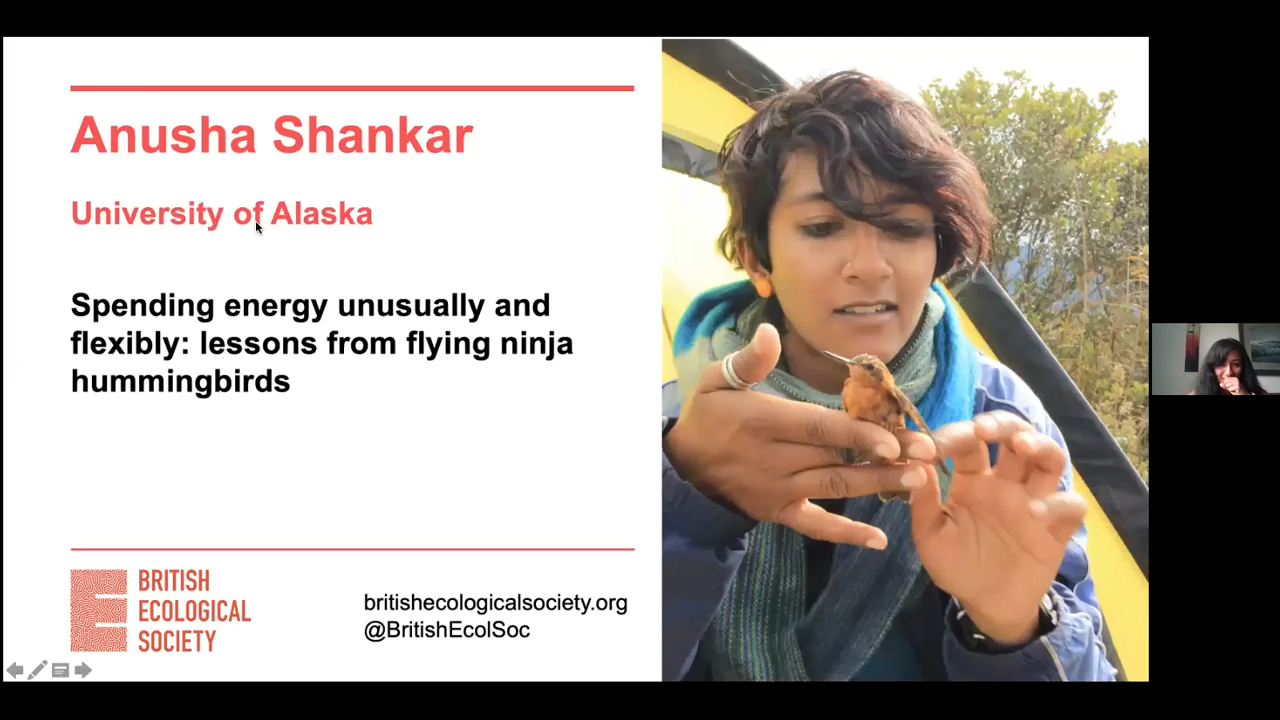 Anusha Shankar
University of Alaska
Spending energy unusually and
flexibly: lessons from flying ninja
hummingbirds
BRITISH
ECOLOGICAL
SOCIETY
britishecologicalsociety.org
@BritishEcolSoc